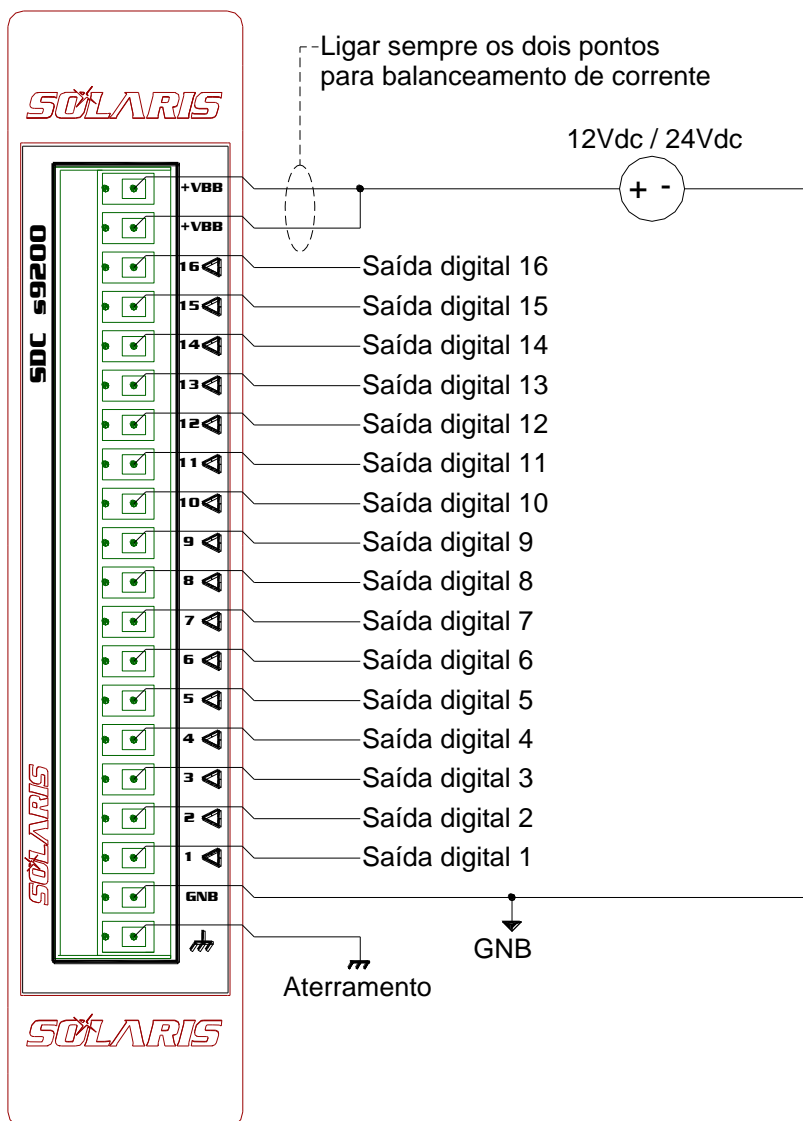 Ligar sempre os dois pontos
para balanceamento de corrente
SOLARIS
12Vdc / 24Vdc
+ -
SDC s9200
+VBB
+VBB
16 Saída digital 16
15 Saída digital 15
14 Saída digital 14
13 Saída digital 13
12 Saída digital 12
11 Saída digital 11
10 Saída digital 10
9 Saída digital 9
8 Saída digital 8
7 Saída digital 7
6 Saída digital 6
5 Saída digital 5
4 Saída digital 4
3 Saída digital 3
2 Saída digital 2
1 Saída digital 1
SOLARIS
GNB
GNB
Aterramento
SOLARIS